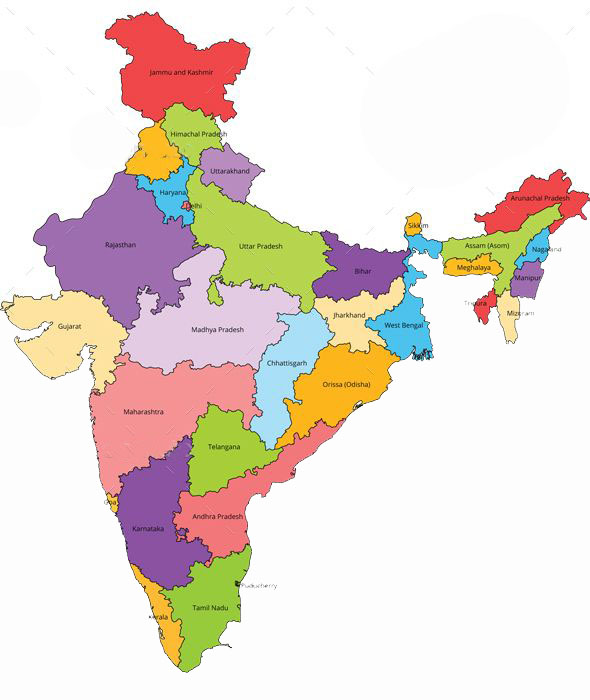 Jammu and Kashmir
Himachal Pradesh
Uttarakhand
Haryana
Delhi
Arunachal Pradesh
Sikkim
Rajasthan
Uttar Pradesh
Assam (Asom)
Nagaland
Bihar
Meghalaya
Manipur
Tripura
Mizoram
Gujarat
Madhya Pradesh
Jharkhand
West Bengal
Chhattisgarh
Orissa (Odisha)
Maharashtra
Telangana
Goa
Andhra Pradesh
Karnataka
Puducherry
Tamil Nadu
Kerala